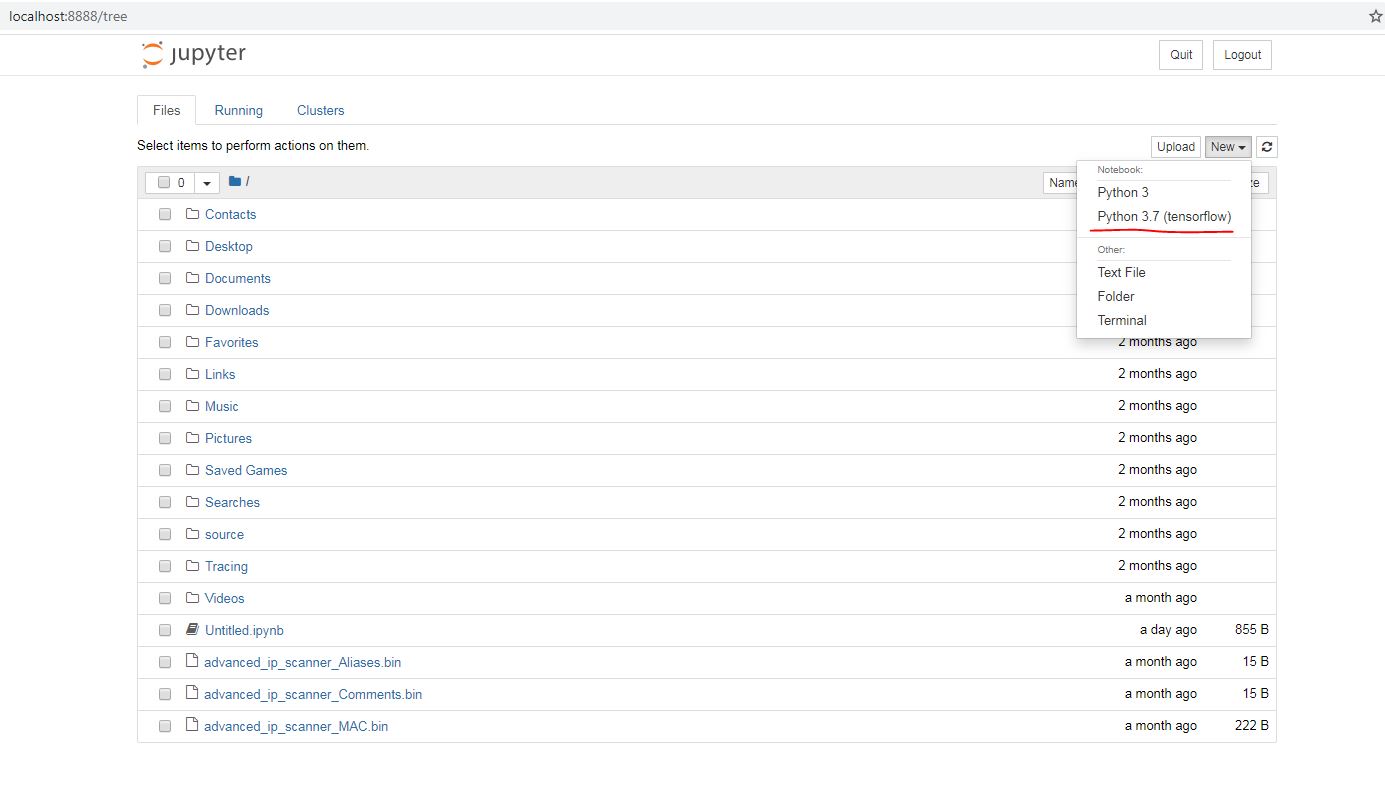 localhost:8888/tree
jupyter
Quit Logout
Files Running Clusters
Select items to perform actions on them.
Upload New
Notebook:
Python 3
Python 3.7 (tensorflow)
Other:
Text File
Folder
Terminal
0 / Name ze
Contacts
Desktop
Documents
Downloads
Favorites 2 months ago
Links 2 months ago
Music 2 months ago
Pictures 2 months ago
Saved Games 2 months ago
Searches 2 months ago
source 2 months ago
Tracing 2 months ago
Videos a month ago
Untitled.ipynb a day ago 855 B
advanced_ip_scanner_Aliases.bin a month ago 15 B
advanced_ip_scanner_Comments.bin a month ago 15 B
advanced_ip_scanner_MAC.bin a month ago 222 B